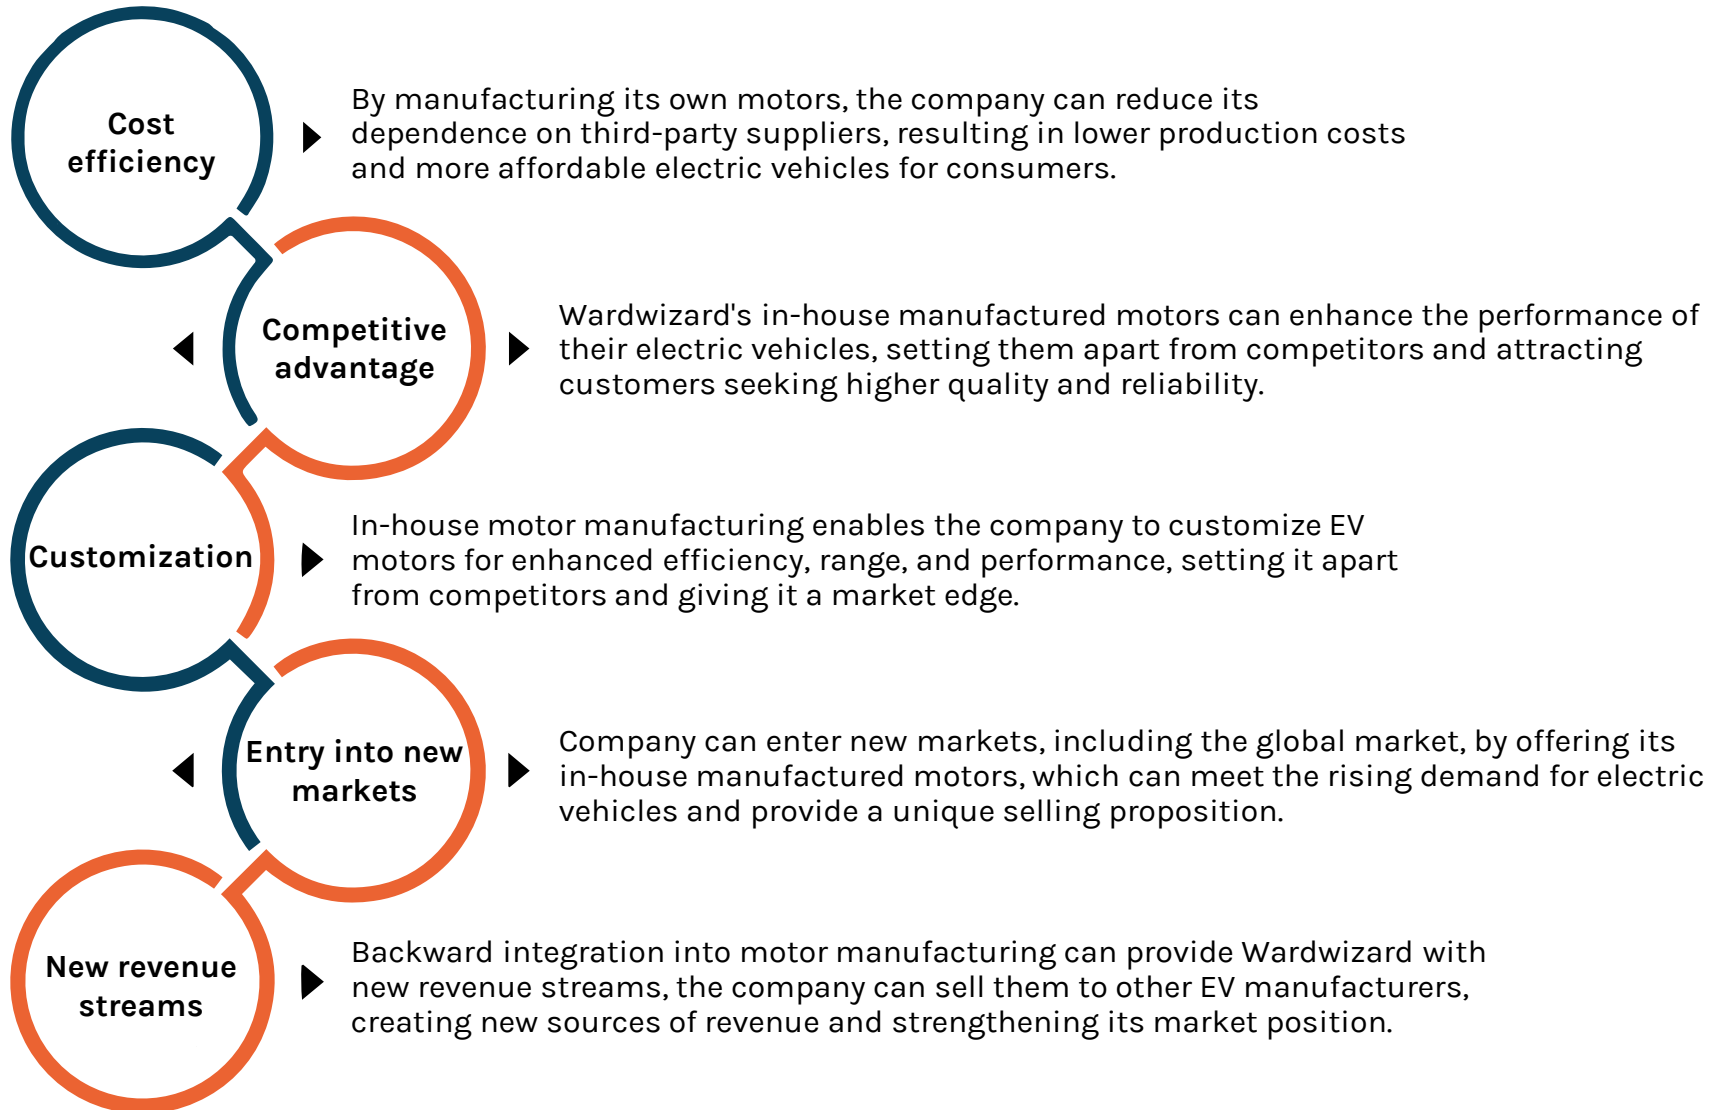 Cost
efficiency
By manufacturing its own motors, the company can reduce its
dependence on third-party suppliers, resulting in lower production costs
and more affordable electric vehicles for consumers.
Competitive
advantage
Wardwizard's in-house manufactured motors can enhance the performance of
their electric vehicles, setting them apart from competitors and attracting
customers seeking higher quality and reliability.
Customization
In-house motor manufacturing enables the company to customize EV
motors for enhanced efficiency, range, and performance, setting it apart
from competitors and giving it a market edge.
Entry into new
markets
Company can enter new markets, including the global market, by offering its
in-house manufactured motors, which can meet the rising demand for electric
vehicles and provide a unique selling proposition.
New revenue
streams
Backward integration into motor manufacturing can provide Wardwizard with
new revenue streams, the company can sell them to other EV manufacturers,
creating new sources of revenue and strengthening its market position.